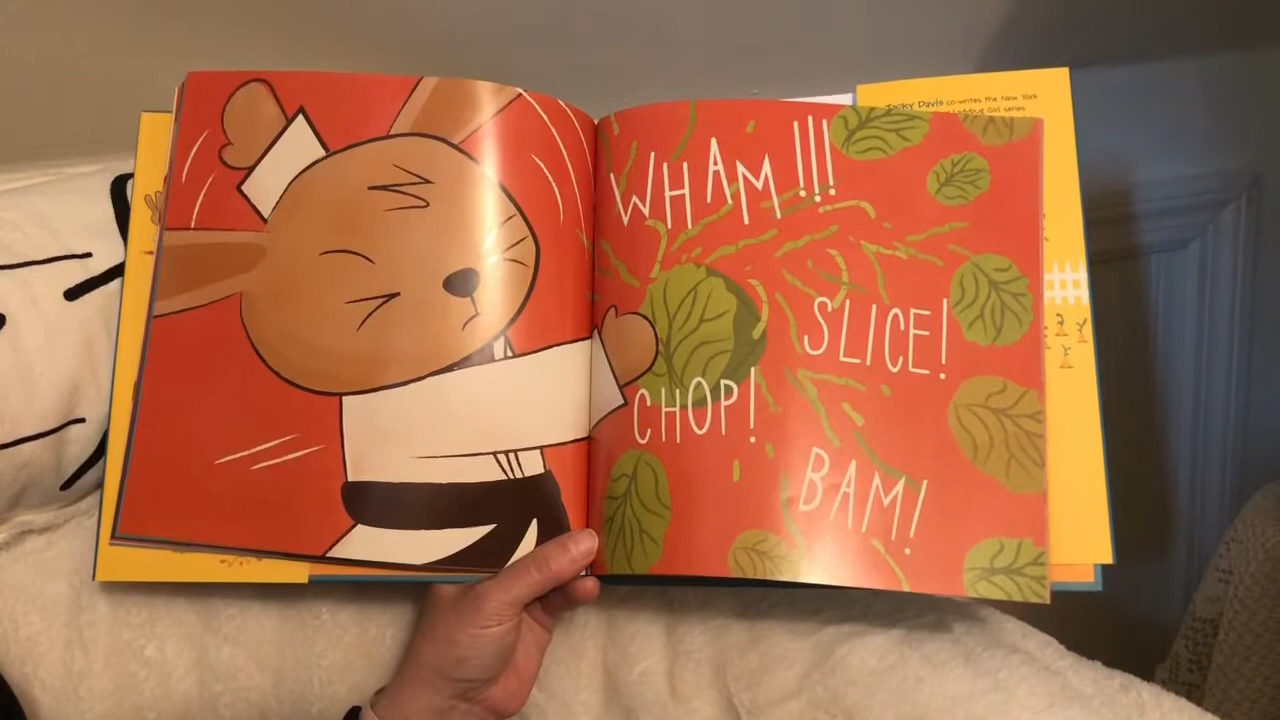 WHAM!!!
SLICE!
CHOP!
BAM!
Jacky Davis co-writes the New York
Ladybug Girl series